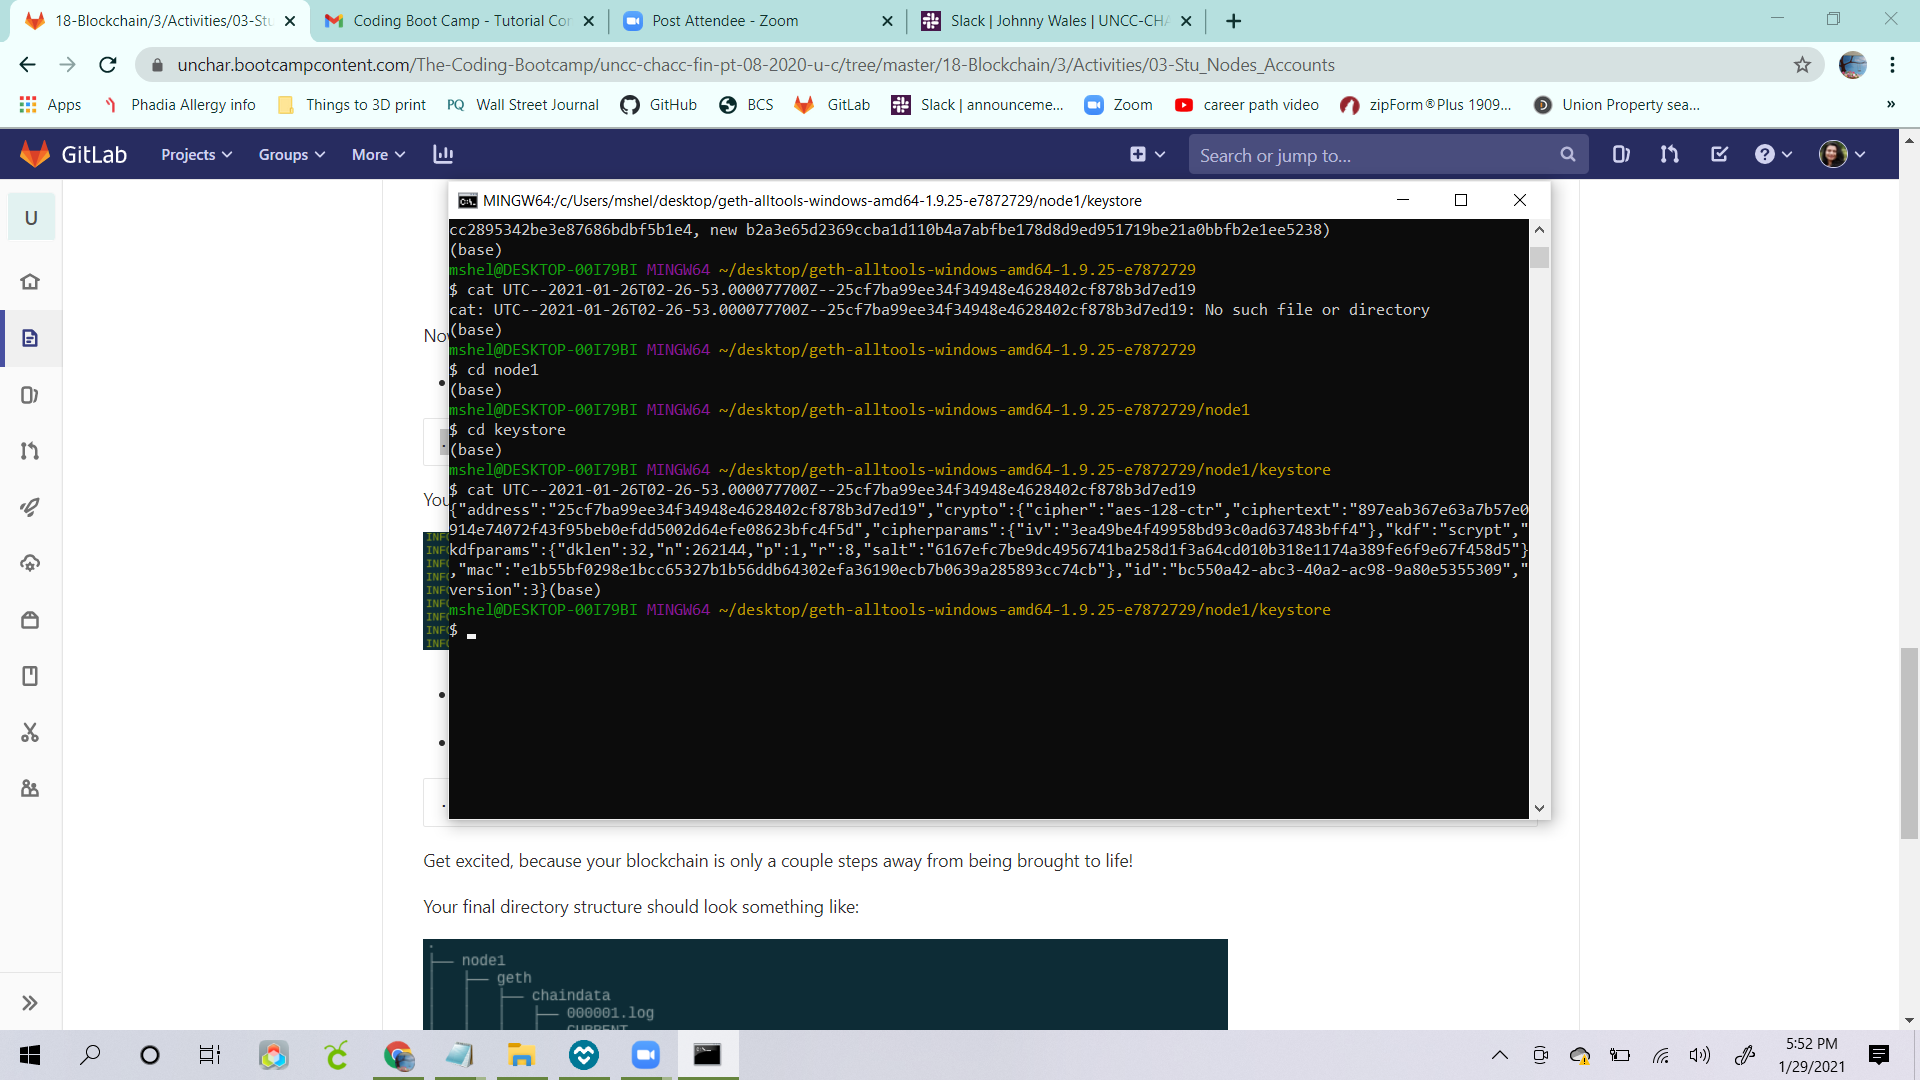 18-Blockchain/3/Activities/03-Stu
Coding Boot Camp - Tutorial Con
Post Attendee - Zoom
Slack | Johnny Wales | UNCC-CHA
unchar.bootcampcontent.com/The-Coding-Bootcamp/uncc-chacc-fin-pt-08-2020-u-c/tree/master/18-Blockchain/3/Activities/03-Stu_Nodes_Accounts
Apps
Phadia Allergy info
Things to 3D print
PQ Wall Street Journal
GitHub
BCS
GitLab
Slack | announceme...
Zoom
career path video
zipForm®Plus 1909...
D Union Property sea...
»
GitLab
Projects
Groups
More
Search or jump to...
U
MINGW64:/c/Users/mshel/desktop/geth-alltools-windows-amd64-1.9.25-e7872729/node1/keystore
cc2895342be3e87686bdbf5b1e4, new b2a3e65d2369ccba1d110b4a7abfbe178d8d9ed951719be21a0bbfb2e1ee5238)
(base)
mshel@DESKTOP-00I79BI MINGW64 ~/desktop/geth-alltools-windows-amd64-1.9.25-e7872729
$ cat UTC--2021-01-26T02-26-53.000077700Z--25cf7ba99ee34f34948e4628402cf878b3d7ed19
cat: UTC--2021-01-26T02-26-53.000077700Z--25cf7ba99ee34f34948e4628402cf878b3d7ed19: No such file or directory
(base)
mshel@DESKTOP-00I79BI MINGW64 ~/desktop/geth-alltools-windows-amd64-1.9.25-e7872729
$ cd node1
(base)
mshel@DESKTOP-00I79BI MINGW64 ~/desktop/geth-alltools-windows-amd64-1.9.25-e7872729/node1
$ cd keystore
(base)
mshel@DESKTOP-00I79BI MINGW64 ~/desktop/geth-alltools-windows-amd64-1.9.25-e7872729/node1/keystore
$ cat UTC--2021-01-26T02-26-53.000077700Z--25cf7ba99ee34f34948e4628402cf878b3d7ed19
{"address":"25cf7ba99ee34f34948e4628402cf878b3d7ed19","crypto":{"cipher":"aes-128-ctr","ciphertext":"897eab367e63a7b57e0
914e74072f43f95beb0efdd5002d64efe08623bfc4f5d","cipherparams":{"iv":"3ea49be4f49958bd93c0ad637483bff4"},"kdf":"scrypt","
kdfparams":{"dklen":32,"n":262144,"p":1,"r":8,"salt":"6167efc7be9dc4956741ba258d1f3a64cd010b318e1174a389fe6f9e67f458d5"}
,"mac":"e1b55bf0298e1bcc65327b1b56ddb64302efa36190ecb7b0639a285893cc74cb"},"id":"bc550a42-abc3-40a2-ac98-9a80e5355309","
version":3}(base)
mshel@DESKTOP-00I79BI MINGW64 ~/desktop/geth-alltools-windows-amd64-1.9.25-e7872729/node1/keystore
$
No
You
INFO
INFO
INFO
INFO
INFO
INFO
INFO
INFO
INFO
Get excited, because your blockchain is only a couple steps away from being brought to life!
Your final directory structure should look something like:
.
node1
geth
chaindata
000001.log
CURRENT
5:52 PM
1/29/2021